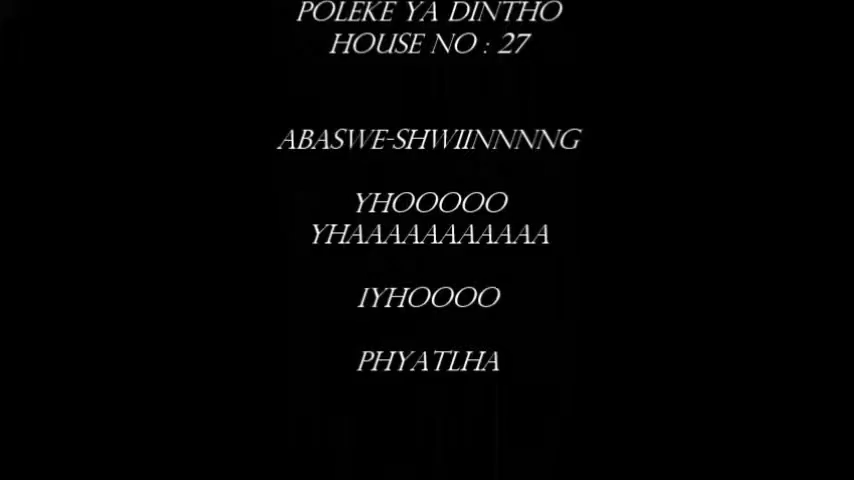 POLEKE YA DINTHO
HOUSE NO : 27
ABASWE-SHWIINNNNG
YHOOOOO
YHAAAAAAAAAAA
IYHOOOO
PHYATLHA